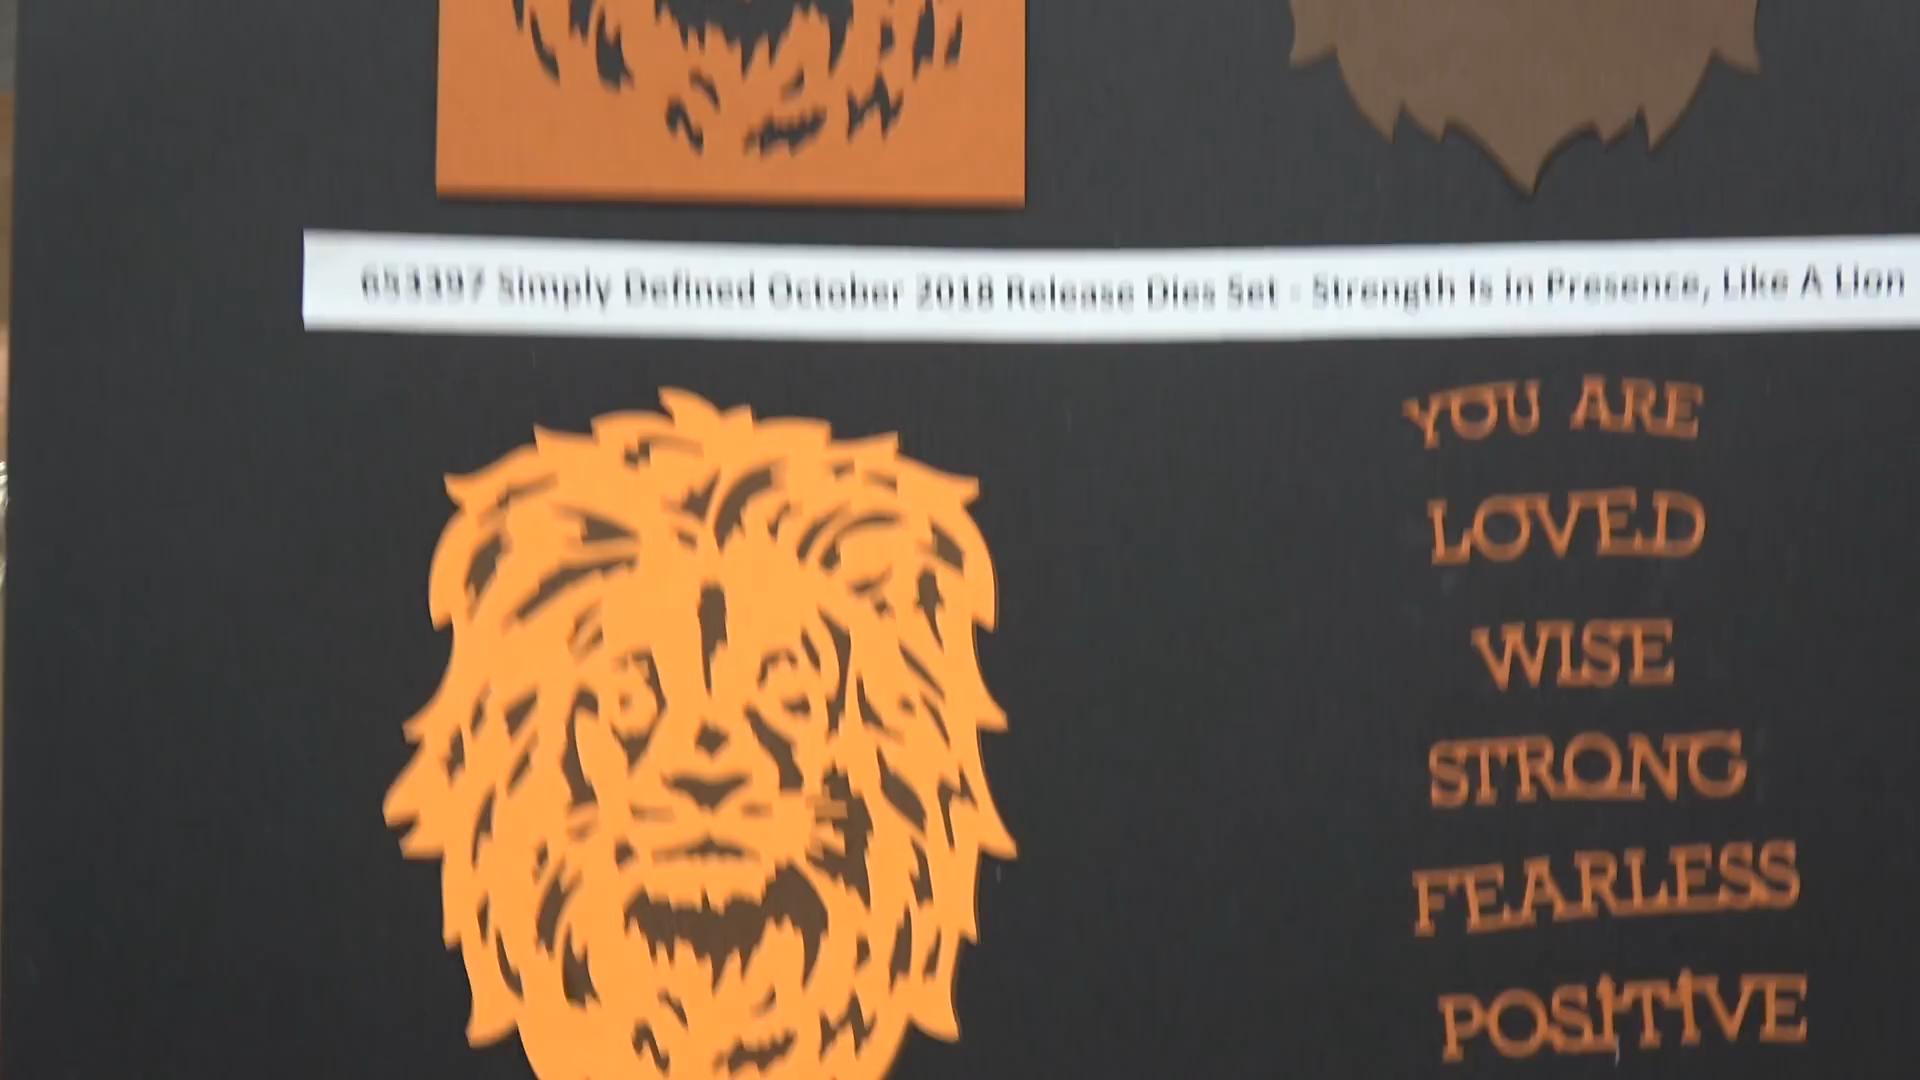 653397 Simply Defined October 2018 Release Dies Set - Strength Is in Presence, Like A Lion
YOU ARE
LOVED
WISE
STRONG
FEARLESS
POSITIVE